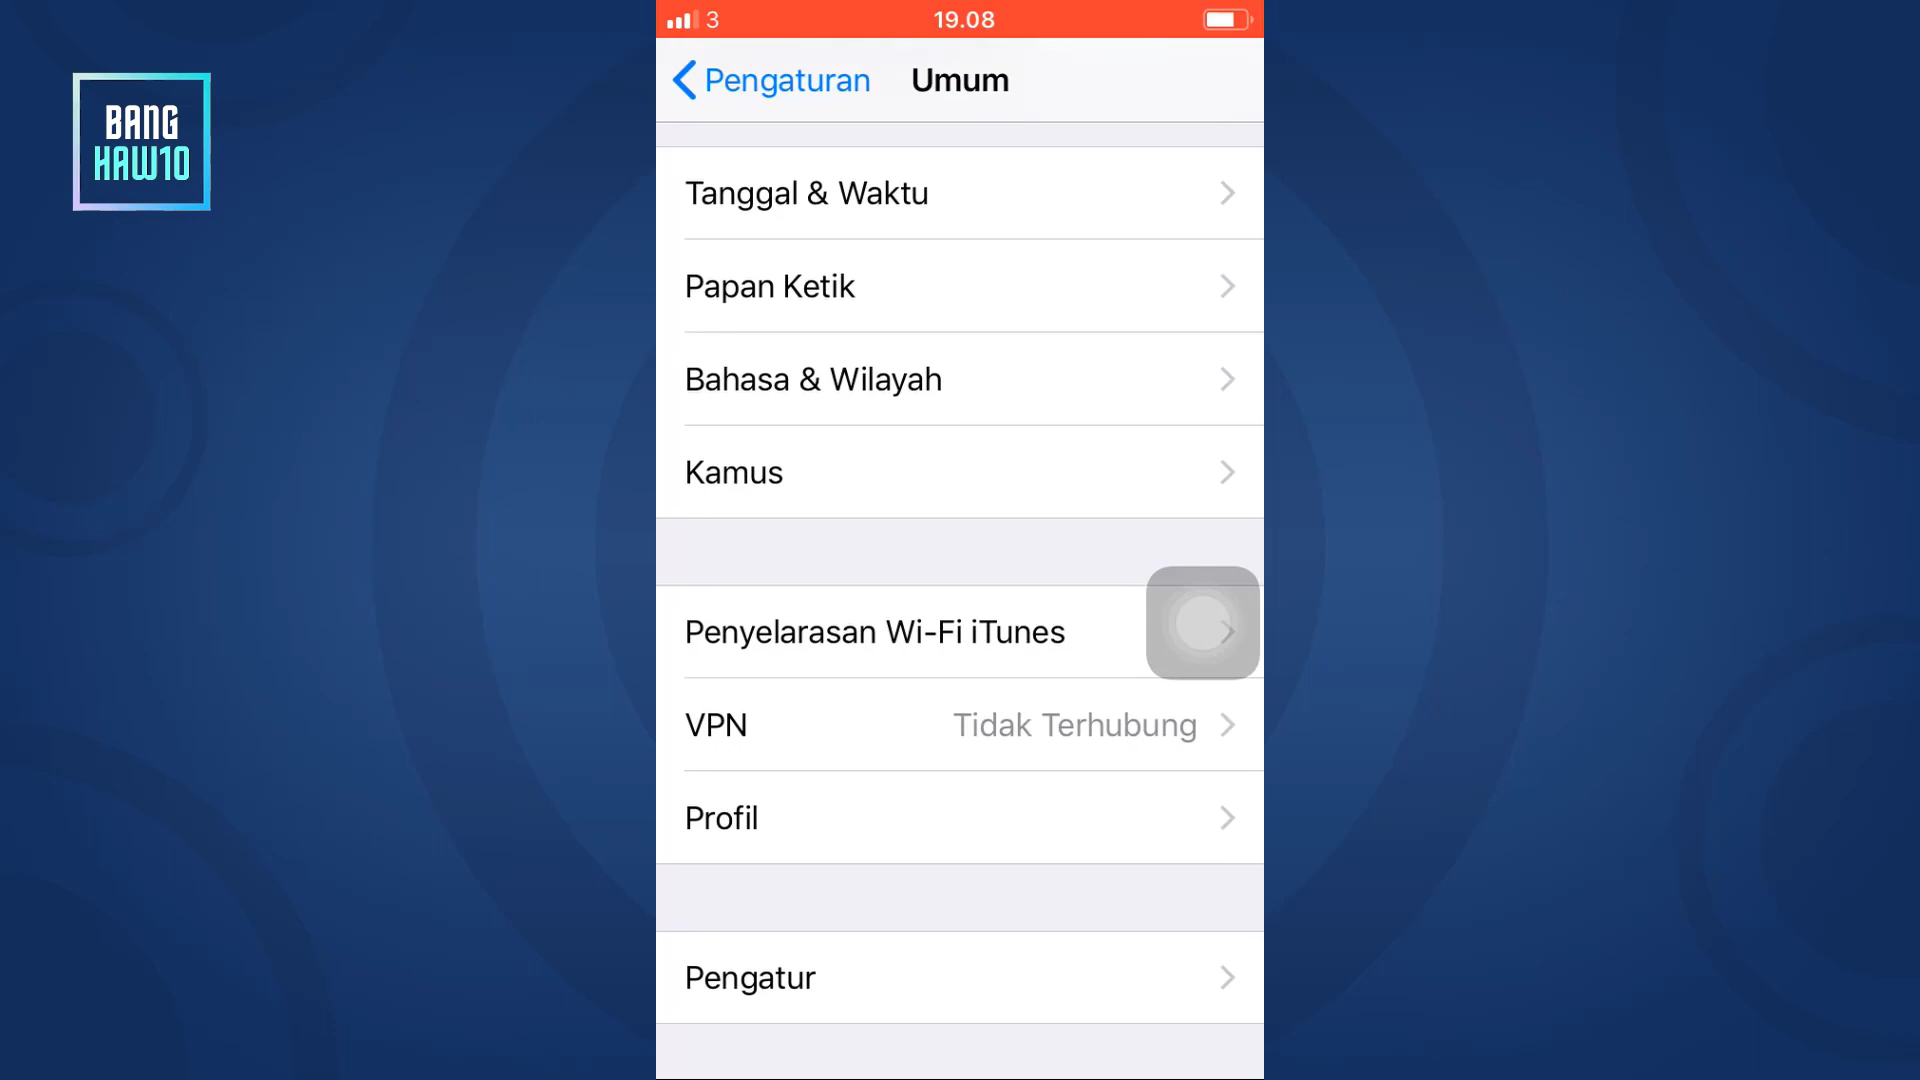 BANG
HAW10
3 19.08
Pengaturan Umum
Tanggal & Waktu
Papan Ketik
Bahasa & Wilayah
Kamus
Penyelarasan Wi-Fi iTunes
VPN Tidak Terhubung
Profil
Pengatur